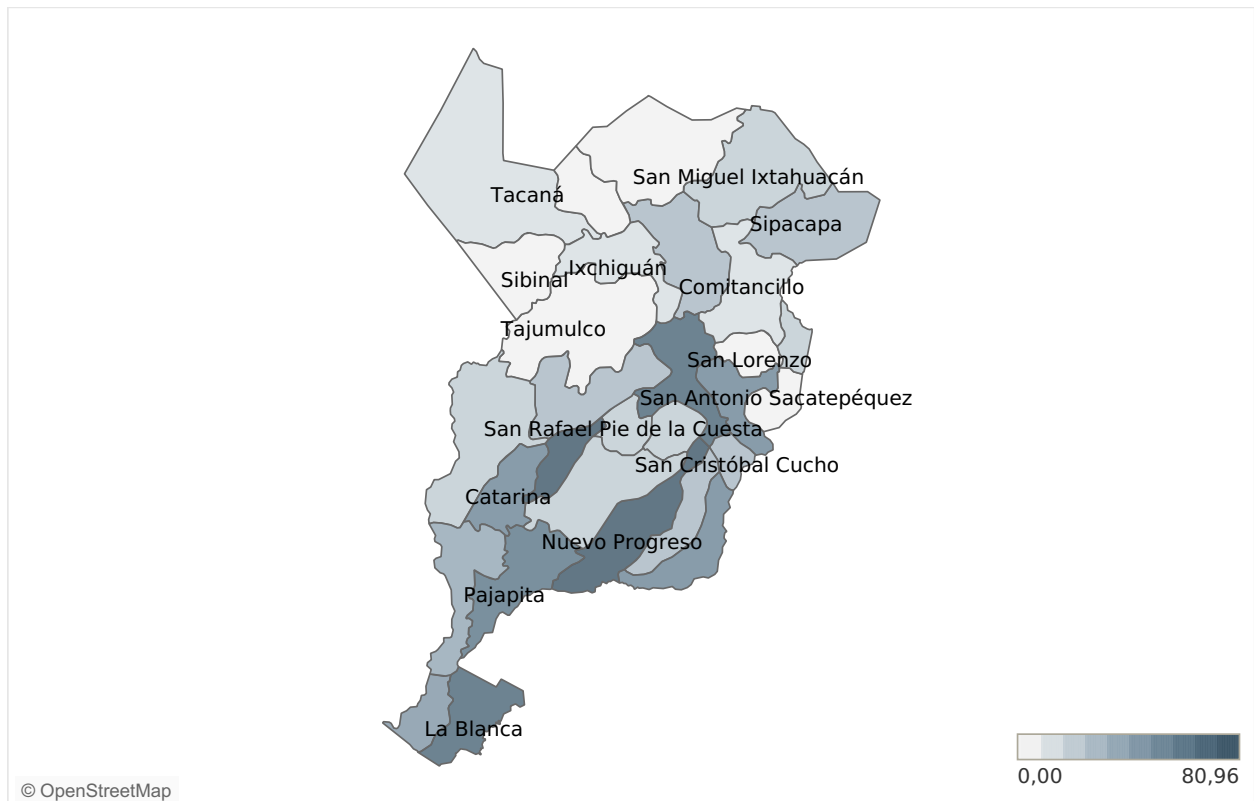 San Miguel Ixtahuacán
Tacaná
Sipacapa
Ixchiguán
Sibinal
Comitancillo
Tajumulco
San Lorenzo
San Antonio Sacatepéquez
San Rafael Pie de la Cuesta
San Cristóbal Cucho
Catarina
Nuevo Progreso
Pajapita
La Blanca
0,00 80,96
© OpenStreetMap